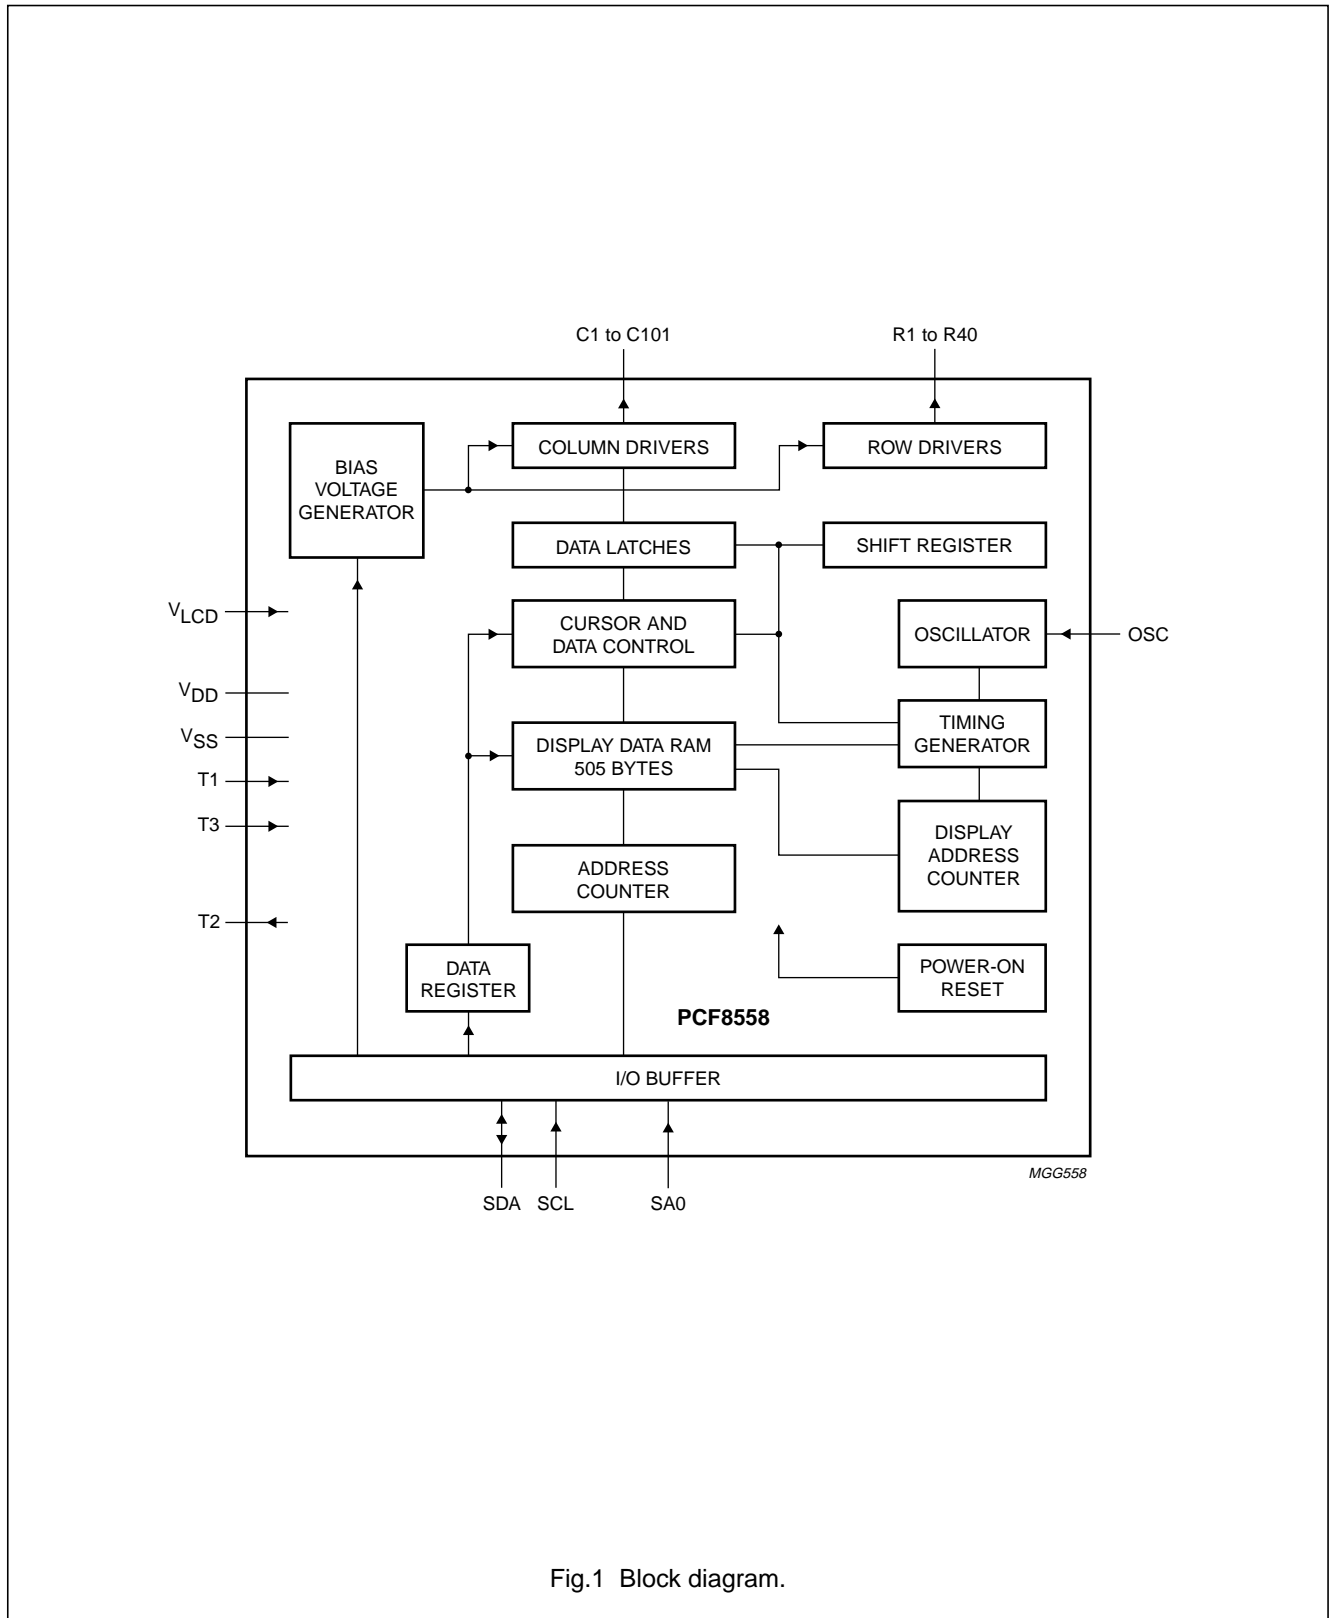 C1 to C101
R1 to R40
BIAS
VOLTAGE
GENERATOR
COLUMN DRIVERS
ROW DRIVERS
DATA LATCHES
SHIFT REGISTER
VLCD
CURSOR AND
DATA CONTROL
OSCILLATOR
OSC
VDD
VSS
T1
T3
T2
DISPLAY DATA RAM
505 BYTES
TIMING
GENERATOR
ADDRESS
COUNTER
DISPLAY
ADDRESS
COUNTER
DATA
REGISTER
POWER-ON
RESET
PCF8558
I/O BUFFER
SDA
SCL
SA0
MGG558
Fig.1 Block diagram.